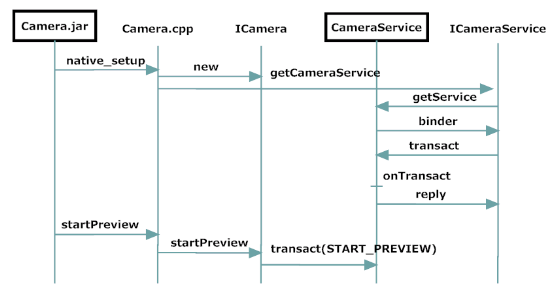 Camera.jar Camera.cpp ICamera CameraService ICameraService
native_setup
new
getCameraService
getService
binder
transact
onTransact
reply
startPreview
startPreview
transact(START_PREVIEW)